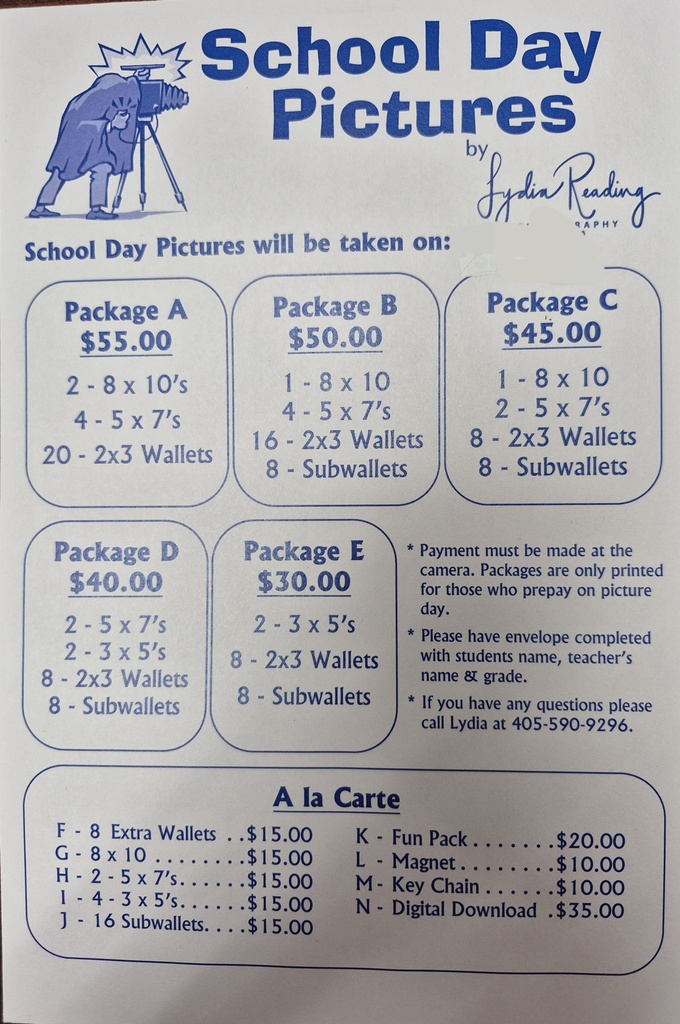 School Day
Pictures
by
Lydia Reading
School Day Pictures will be taken on:
Package A
$55.00
2 - 8 x 10's
4 - 5 x 7's
20 - 2x3 Wallets
Package B
$50.00
1 - 8 x 10
4 - 5 x 7's
16 - 2x3 Wallets
8 - Subwallets
Package C
$45.00
1 - 8 x 10
2 - 5 x 7's
8 - 2x3 Wallets
8 - Subwallets
Package D
$40.00
2 - 5 x 7's
2 - 3 x 5's
8 - 2x3 Wallets
8 - Subwallets
Package E
$30.00
2 - 3 x 5's
8 - 2x3 Wallets
8 - Subwallets
* Payment must be made at the
camera. Packages are only printed
for those who prepay on picture
day.
* Please have envelope completed
with students name, teacher's
name & grade.
* If you have any questions please
call Lydia at 405-590-9296.
A la Carte
F - 8 Extra Wallets . .$15.00
G - 8 x 10 . . . . . . . .$15.00
H - 2 - 5 x 7's. . . . . .$15.00
I - 4 - 3 x 5's. . . . . .$15.00
J - 16 Subwallets. . . .$15.00
K - Fun Pack . . . . . . .$20.00
L - Magnet . . . . . . . .$10.00
M - Key Chain . . . . . .$10.00
N - Digital Download .$35.00